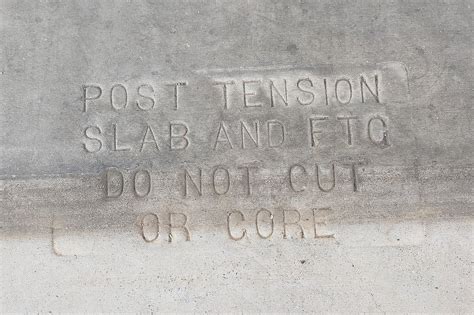 POST TENSION
SLAB AND FTG
DO NOT CUT
OR CORE